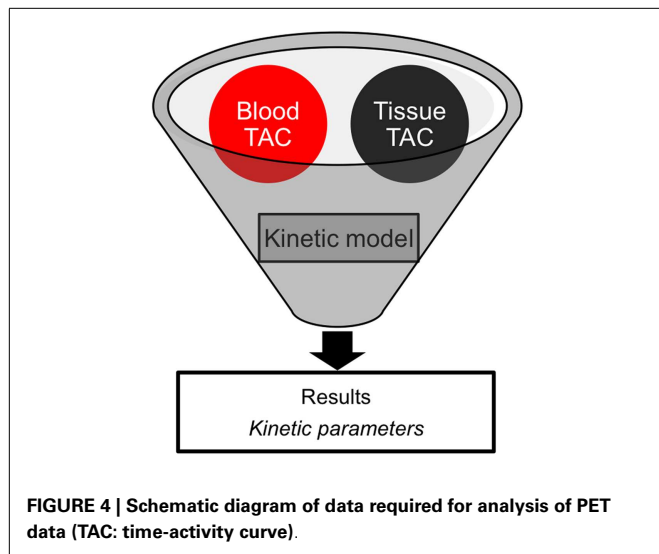 Blood
TAC
Tissue
TAC
Kinetic model
Results
Kinetic parameters
FIGURE 4 | Schematic diagram of data required for analysis of PET
data (TAC: time-activity curve).